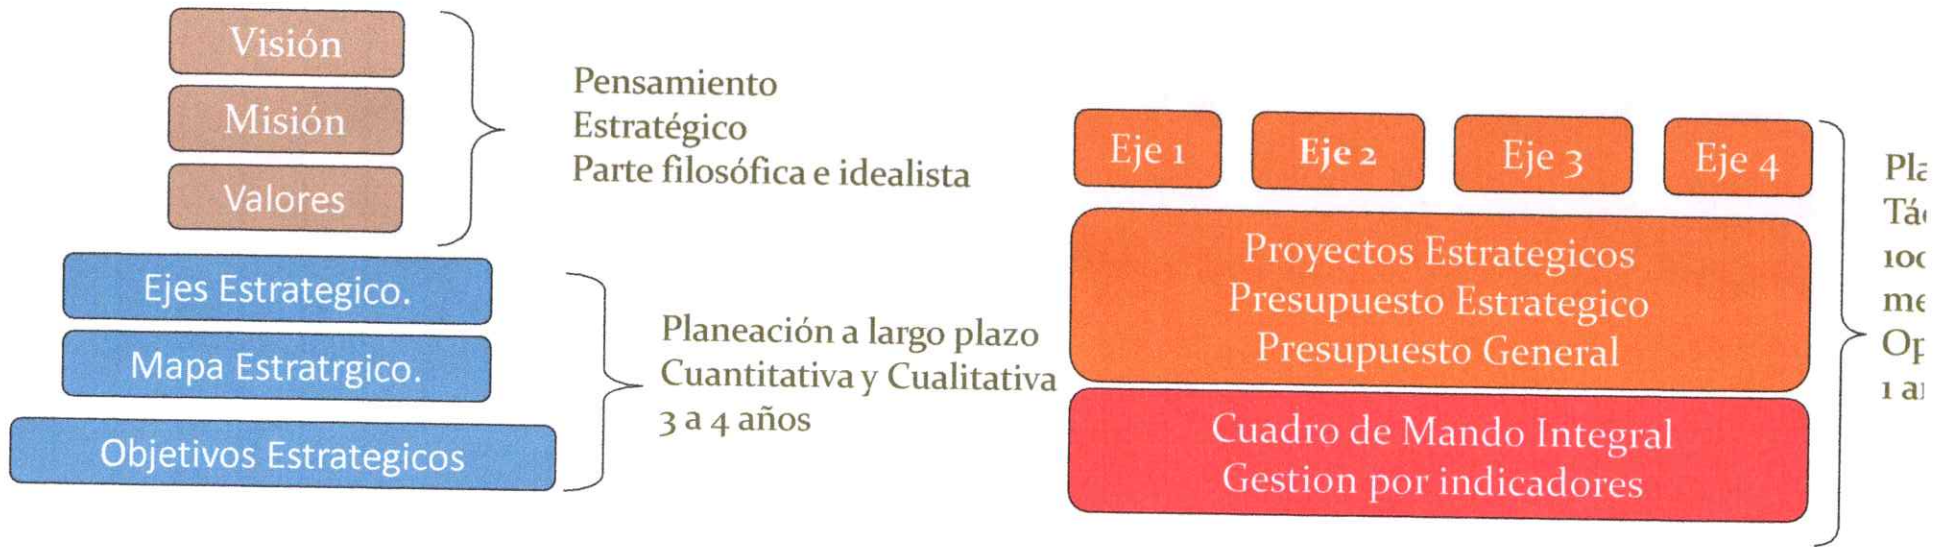 Visión
Misión
Valores
Pensamiento
Estratégico
Parte filosófica e idealista
Ejes Estrategico.
Mapa Estratrgico.
Objetivos Estrategicos
Planeación a largo plazo
Cuantitativa y Cualitativa
3 a 4 años
Eje 1
Eje 2
Eje 3
Eje 4
Proyectos Estrategicos
Presupuesto Estrategico
Presupuesto General
Cuadro de Mando Integral
Gestion por indicadores
1